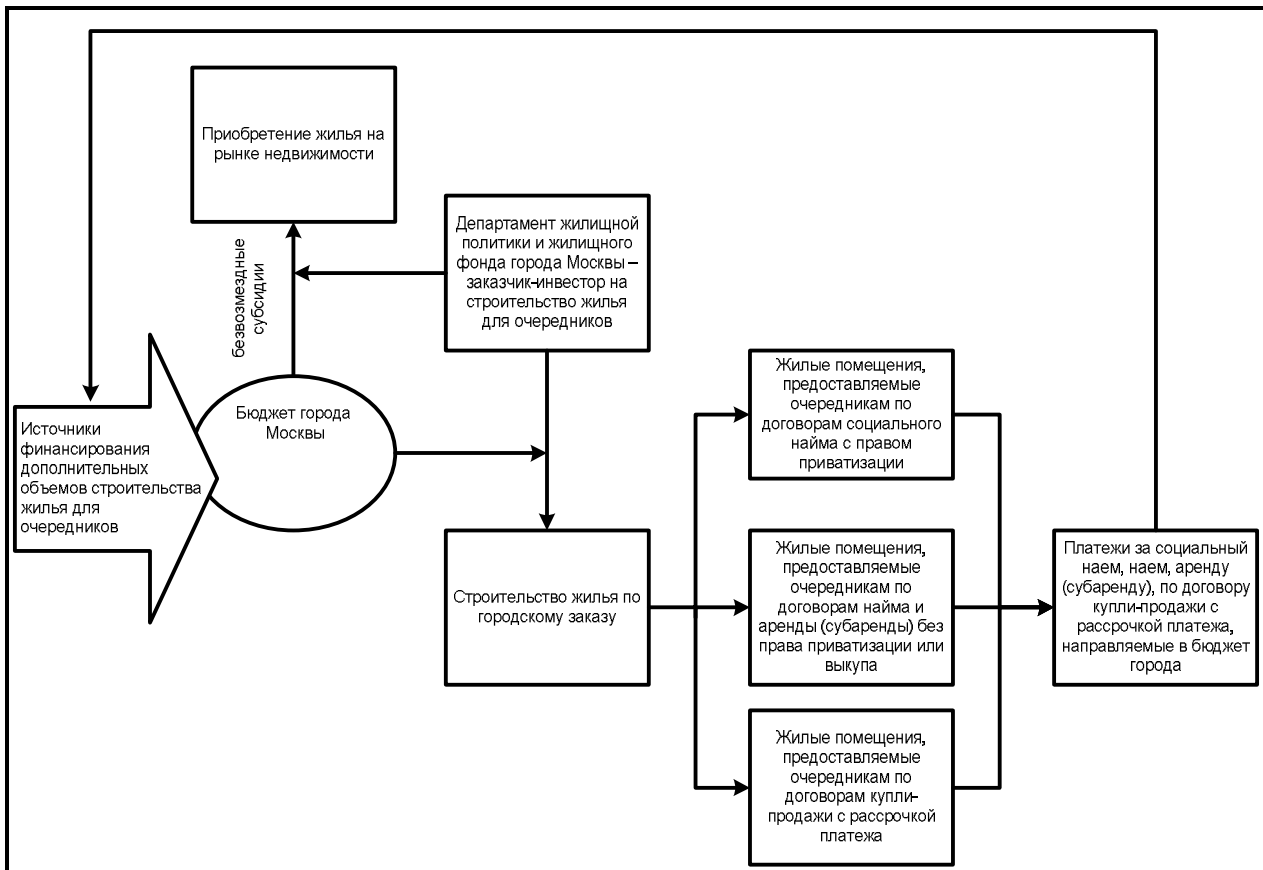 Приобретение жилья на
рынке недвижимости
Департамент жилищной
политики и жилищного
фонда города Москвы –
заказчик-инвестор на
строительство жилья
для очередников
безвозмездные
субсидии
Бюджет города
Москвы
Источники
финансирования
дополнительных
объемов строительства
жилья для
очередников
Строительство жилья по
городскому заказу
Жилые помещения,
предоставляемые
очередникам по
договорам социального
найма с правом
приватизации
Жилые помещения,
предоставляемые
очередникам по
договорам найма и
аренды (субаренды) без
права приватизации или
выкупа
Жилые помещения,
предоставляемые
очередникам по
договорам купли-
продажи с рассрочкой
платежа
Платежи за социальный
наем, наем, аренду
(субаренду), по договору
купли-продажи с
рассрочкой платежа,
направляемые в бюджет
города